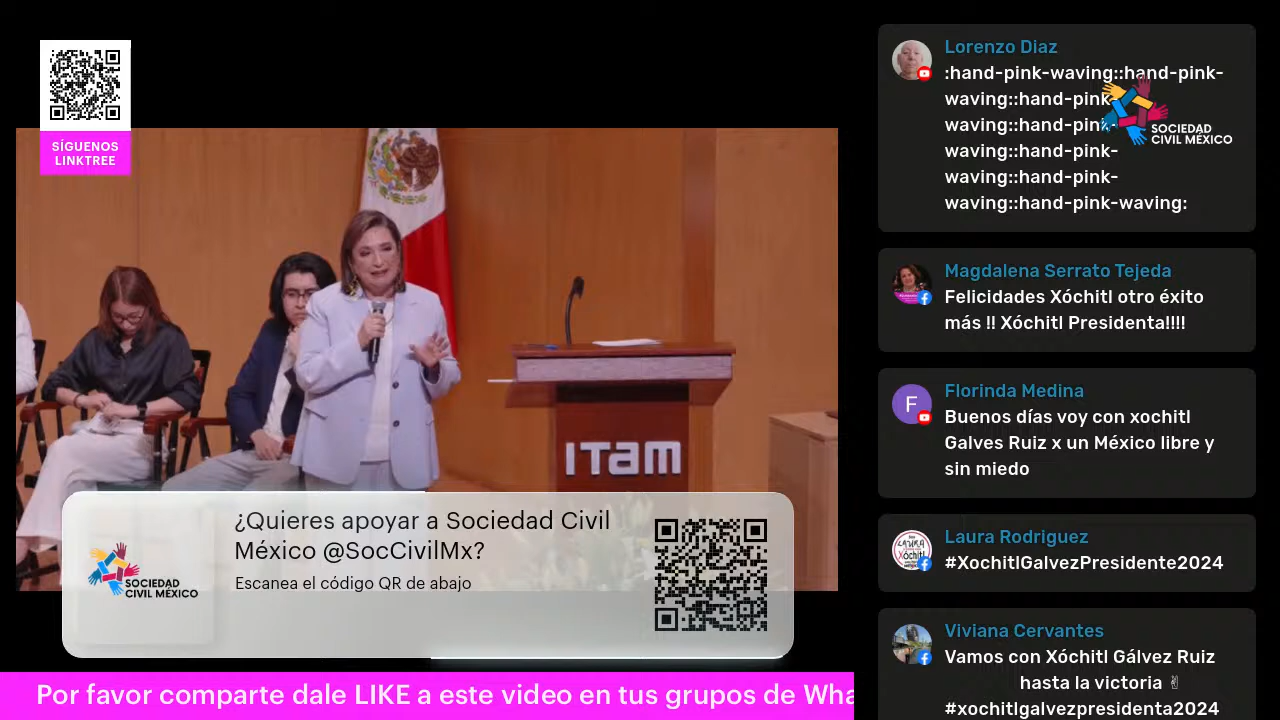 SÍGUENOS
LINKTREE
ITAM
¿Quieres apoyar a Sociedad Civil
México @SocCivilMx?
Escanea el código QR de abajo
SOCIEDAD
CIVIL MÉXICO
Por favor comparte dale LIKE a este video en tus grupos de Wha
Lorenzo Diaz
:hand-pink-waving::hand-pink-
waving::hand-pink-
waving::hand-pink-
waving::hand-pink-
waving::hand-pink-
waving::hand-pink-waving:
SOCIEDAD
CIVIL MÉXICO
Magdalena Serrato Tejeda
Felicidades Xóchitl otro éxito
más !! Xóchitl Presidenta!!!!
F
Florinda Medina
Buenos días voy con xochitl
Galves Ruiz x un México libre y
sin miedo
Laura Rodriguez
#XochitlGalvezPresidente2024
Viviana Cervantes
Vamos con Xóchitl Gálvez Ruiz
hasta la victoria ✌
#xochitlgalvezpresidenta2024